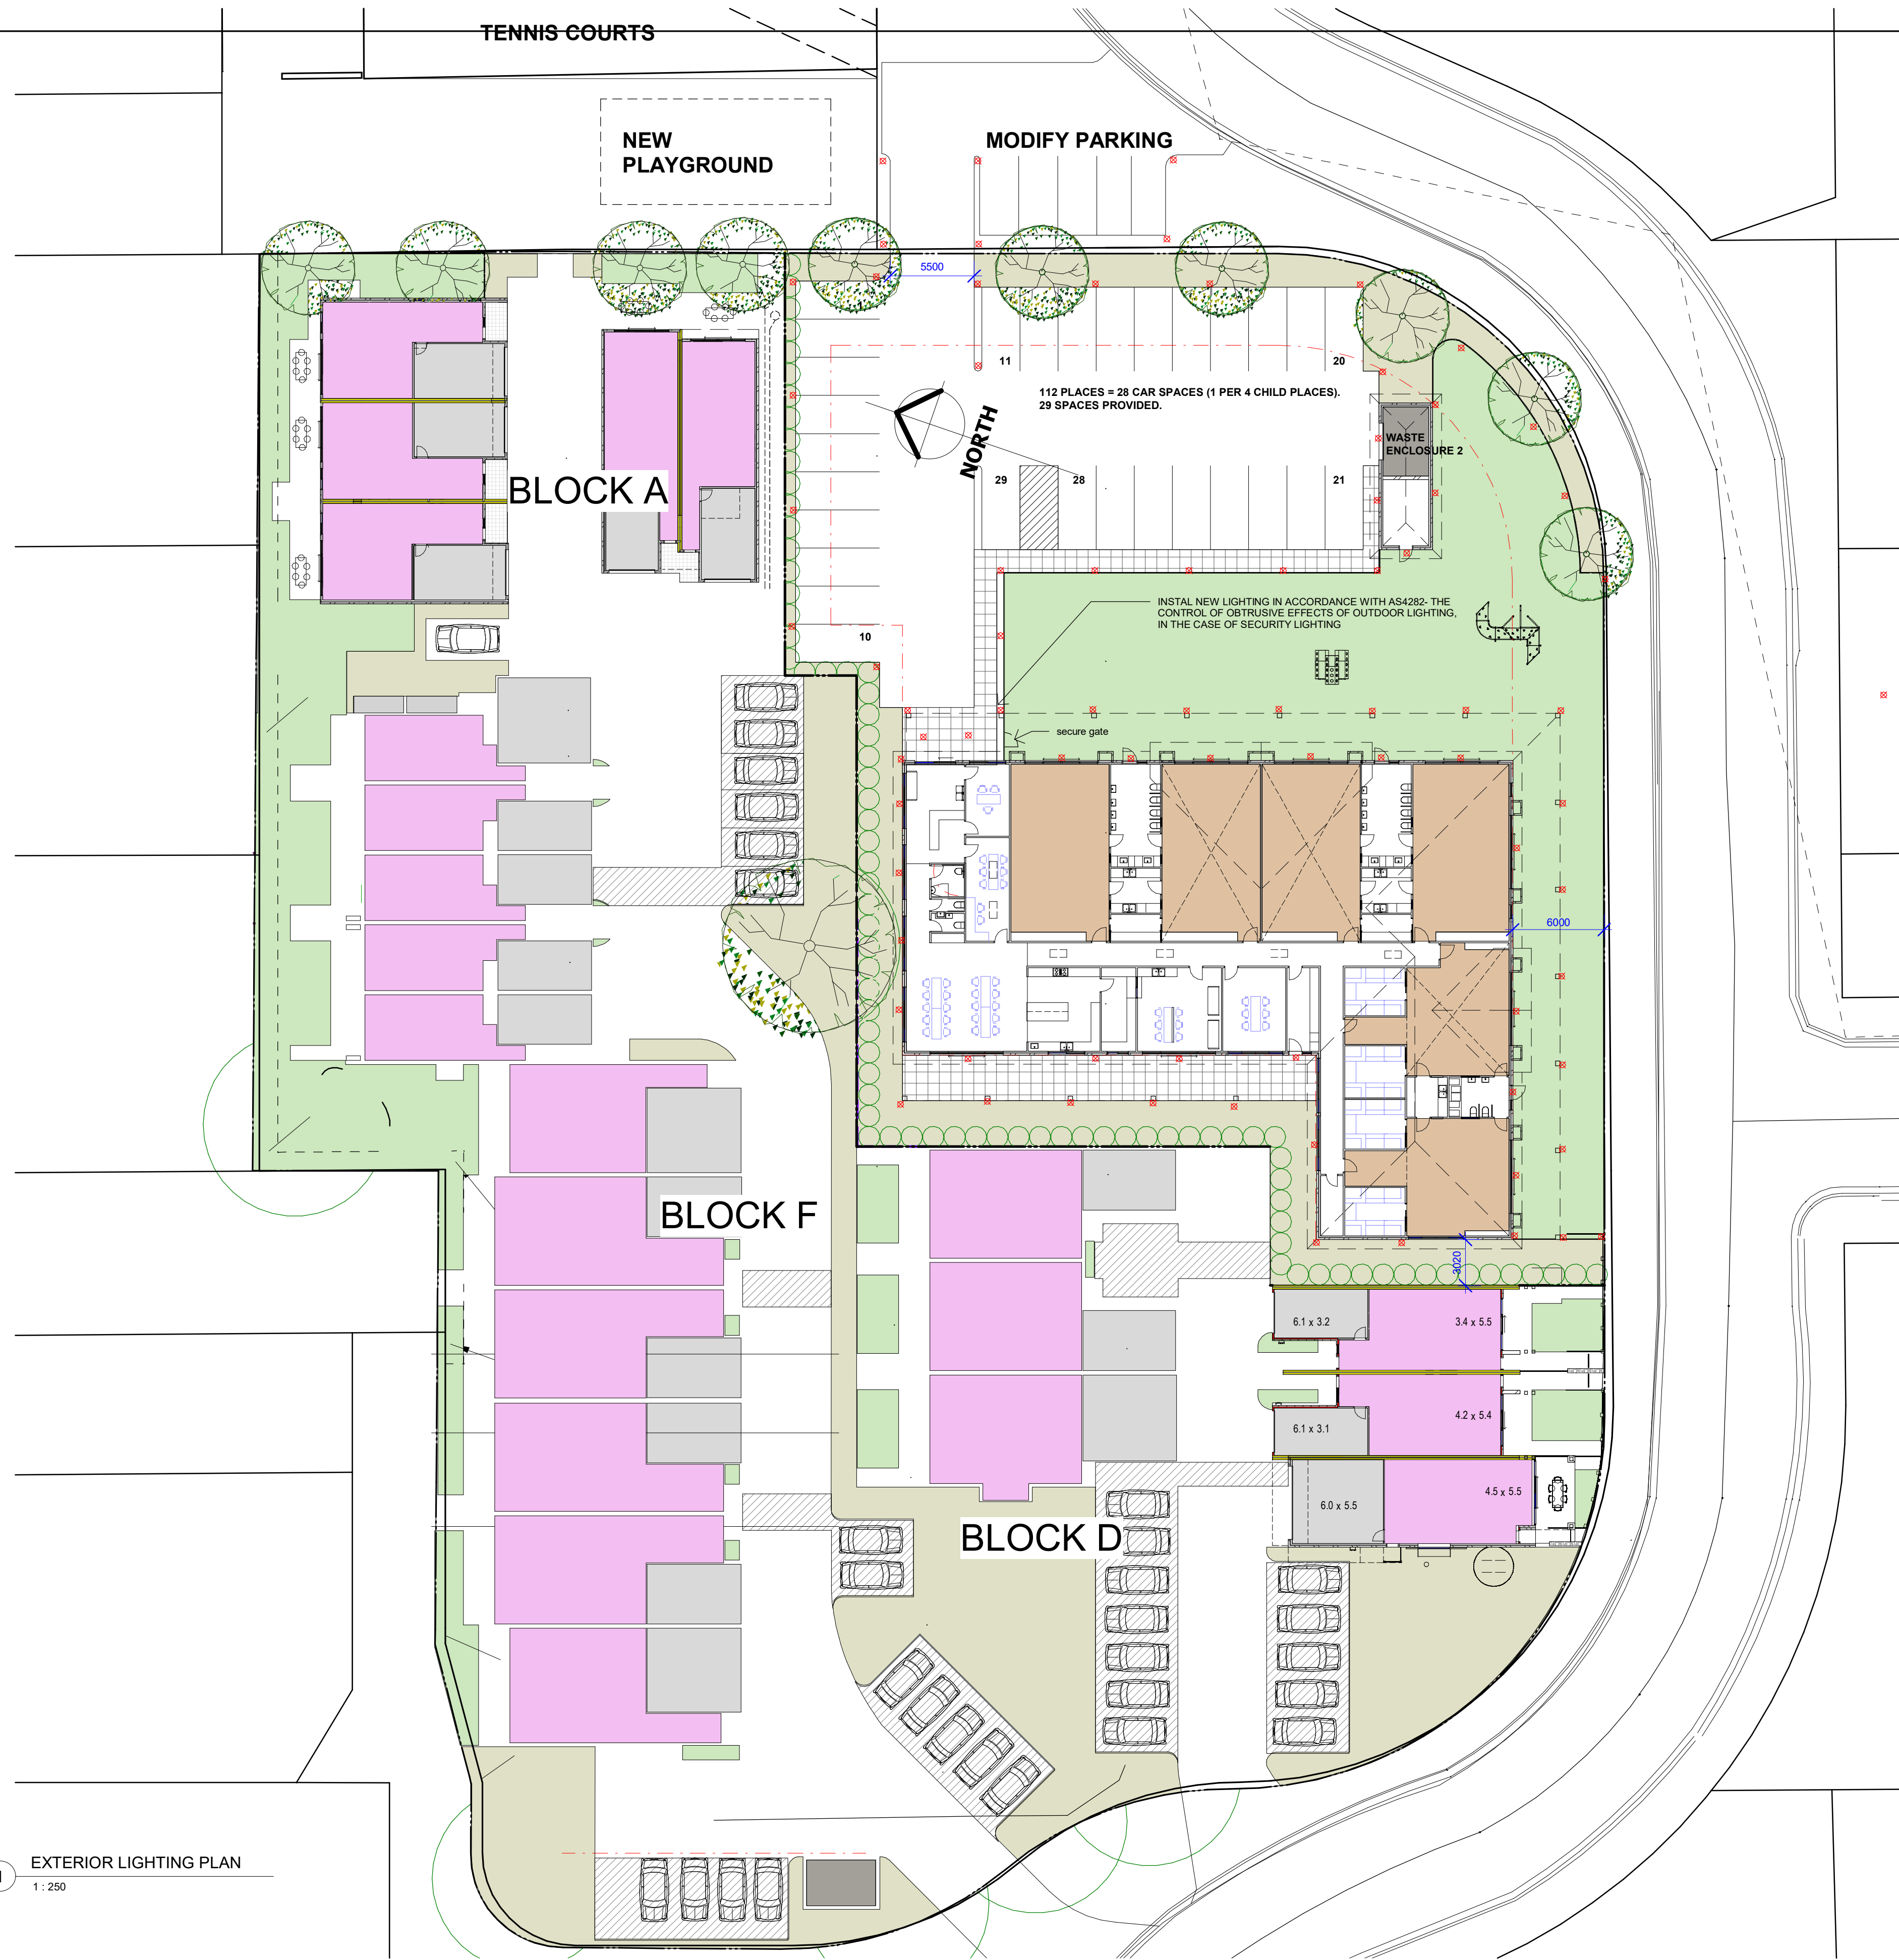 TENNIS COURTS
NEW
PLAYGROUND
MODIFY PARKING
5500
11
20
112 PLACES = 28 CAR SPACES (1 PER 4 CHILD PLACES).
29 SPACES PROVIDED.
NORTH
WASTE
ENCLOSURE 2
29
28
21
BLOCK A
INSTAL NEW LIGHTING IN ACCORDANCE WITH AS4282- THE
CONTROL OF OBTRUSIVE EFFECTS OF OUTDOOR LIGHTING,
IN THE CASE OF SECURITY LIGHTING
10
secure gate
6000
BLOCK F
3020
6.1 x 3.2
3.4 x 5.5
4.2 x 5.4
6.1 x 3.1
4.5 x 5.5
6.0 x 5.5
BLOCK D
EXTERIOR LIGHTING PLAN
1 : 250